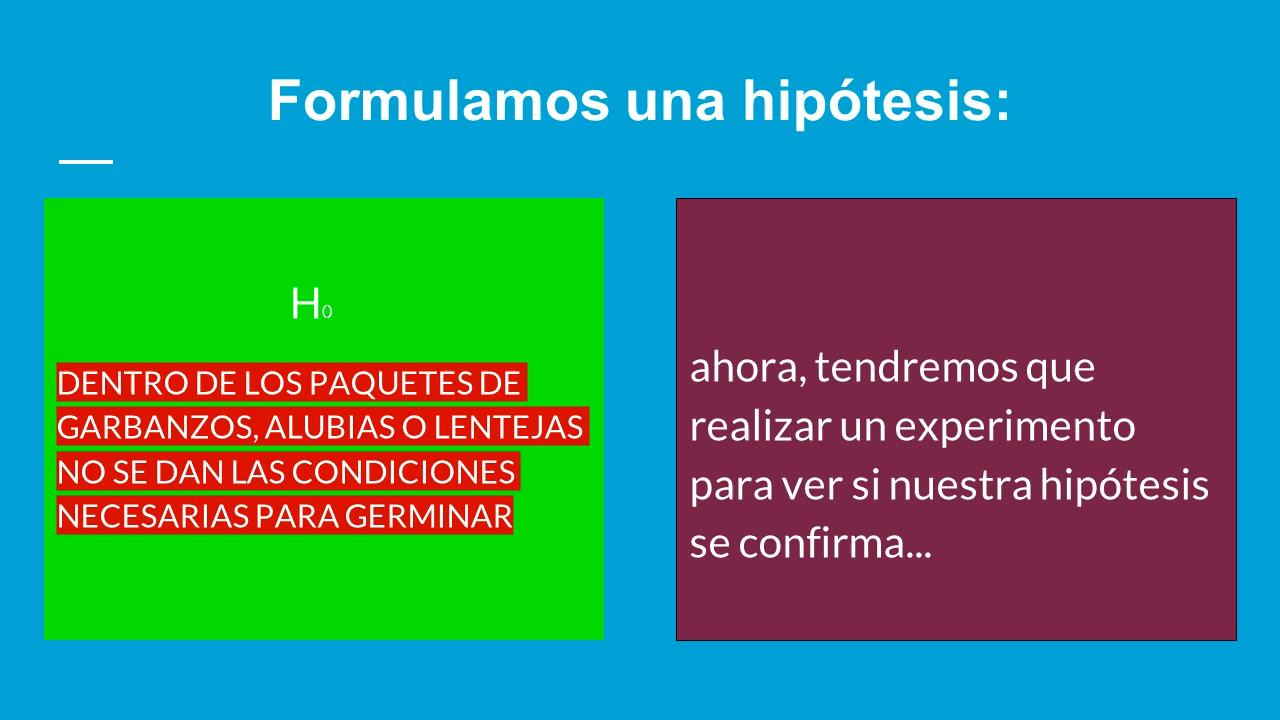 Formulamos una hipótesis:
H₀
DENTRO DE LOS PAQUETES DE
GARBANZOS, ALUBIAS O LENTEJAS
NO SE DAN LAS CONDICIONES
NECESARIAS PARA GERMINAR
ahora, tendremos que
realizar un experimento
para ver si nuestra hipótesis
se confirma...